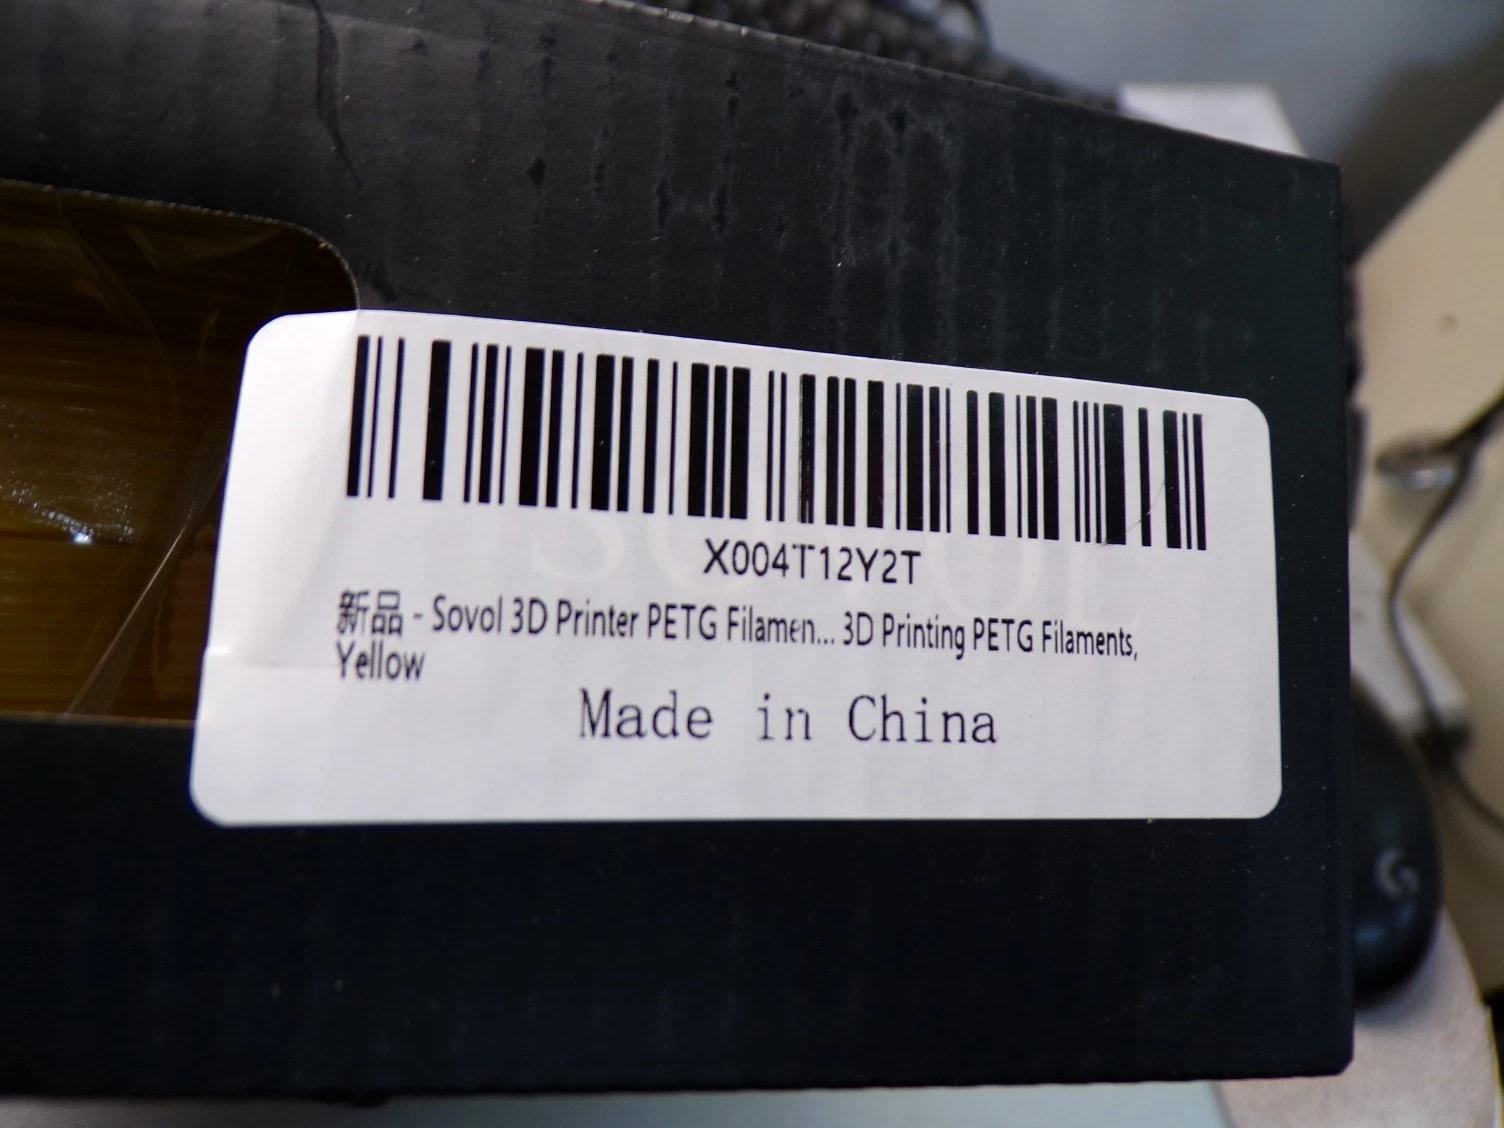 X004T12Y2T
新品 - Sovol 3D Printer PETG Filamen... 3D Printing PETG Filaments,
Yellow
Made in China